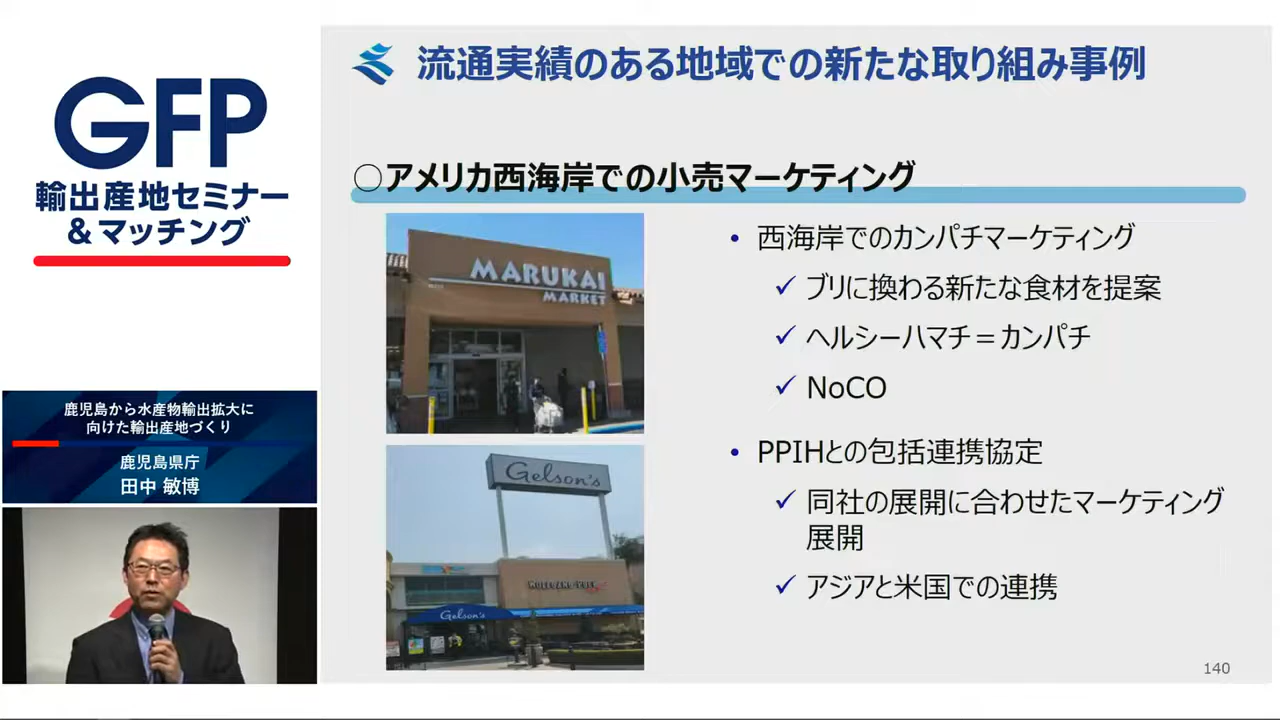 GFP
輸出産地セミナー
&マッチング
鹿児島から水産物輸出拡大に
向けた輸出産地づくり
鹿児島県庁
田中 敏博
流通実績のある地域での新たな取り組み事例
○アメリカ西海岸での小売マーケティング
MARUKAI
MARKET
Gelson's
WOLFGANG PUCK
Gelson's
• 西海岸でのカンパチマーケティング
✓ ブリに換わる新たな食材を提案
✓ ヘルシーハマチ＝カンパチ
✓ NoCO
• PPIHとの包括連携協定
✓ 同社の展開に合わせたマーケティング
展開
✓ アジアと米国での連携
140